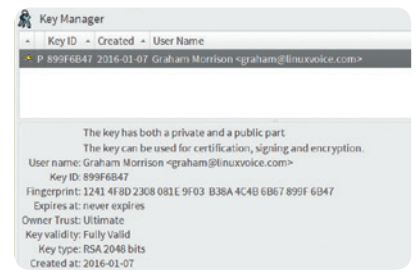 Key Manager
Key ID Created User Name
P 899F6B47 2016-01-07 Graham Morrison <graham@linuxvoice.com>
The key has both a private and a public part
The key can be used for certification, signing and encryption.
User name: Graham Morrison <graham@linuxvoice.com>
Key ID: 899F6B47
Fingerprint: 1241 4F8D 2308 081E 9F03 B38A 4C4B 6B67 899F 6B47
Expires at: never expires
Owner Trust: Ultimate
Key validity: Fully Valid
Key type: RSA 2048 bits
Created at: 2016-01-07